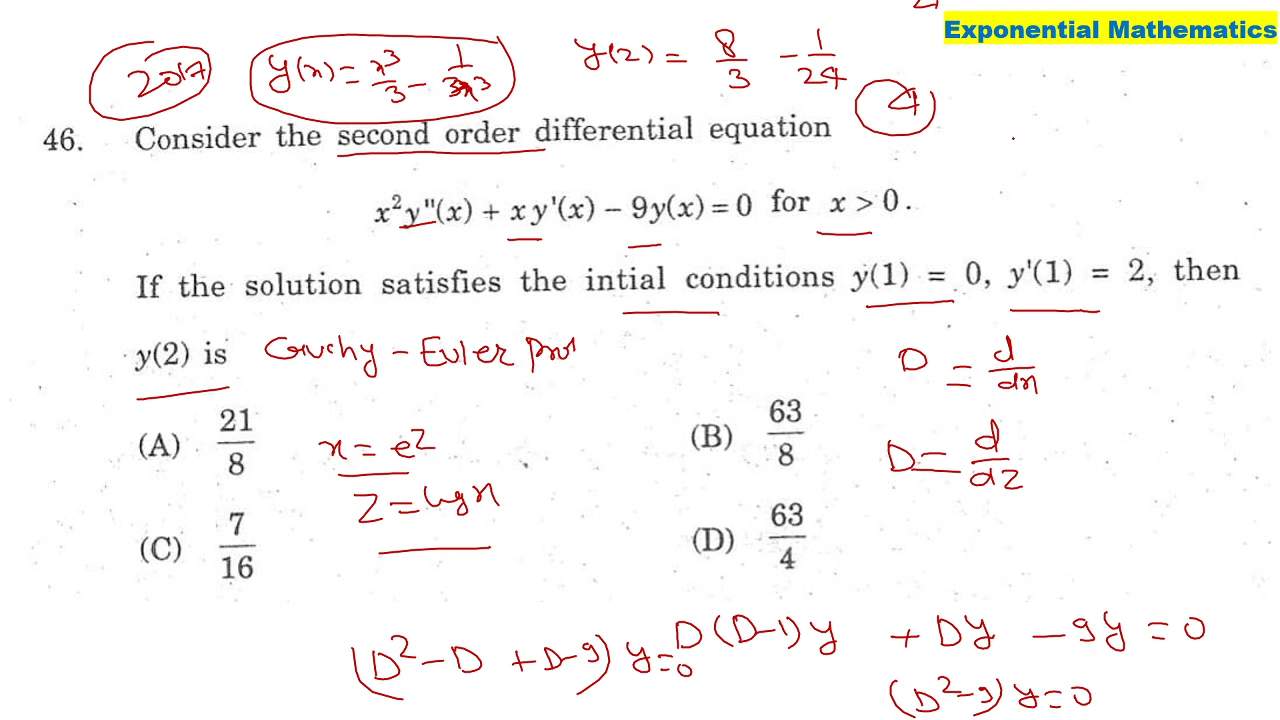 Exponential Mathematics
2017 y(x) = x³/3 - 1/3x³ y(2) = 8/3 - 1/24
46. Consider the second order differential equation
x²y"(x) + xy'(x) – 9y(x) = 0 for x > 0.
If the solution satisfies the intial conditions y(1) = 0, y'(1) = 2, then
y(2) is Cauchy - Euler
D = d/dx
(A) 21/8 x = eZ (B) 63/8 D = d/dz
Z = log x
(C) 7/16 (D) 63/4
D(D-1)y + Dy - 9y = 0
(D² - D + D - 9) y = 0
(D² - 9) y = 0